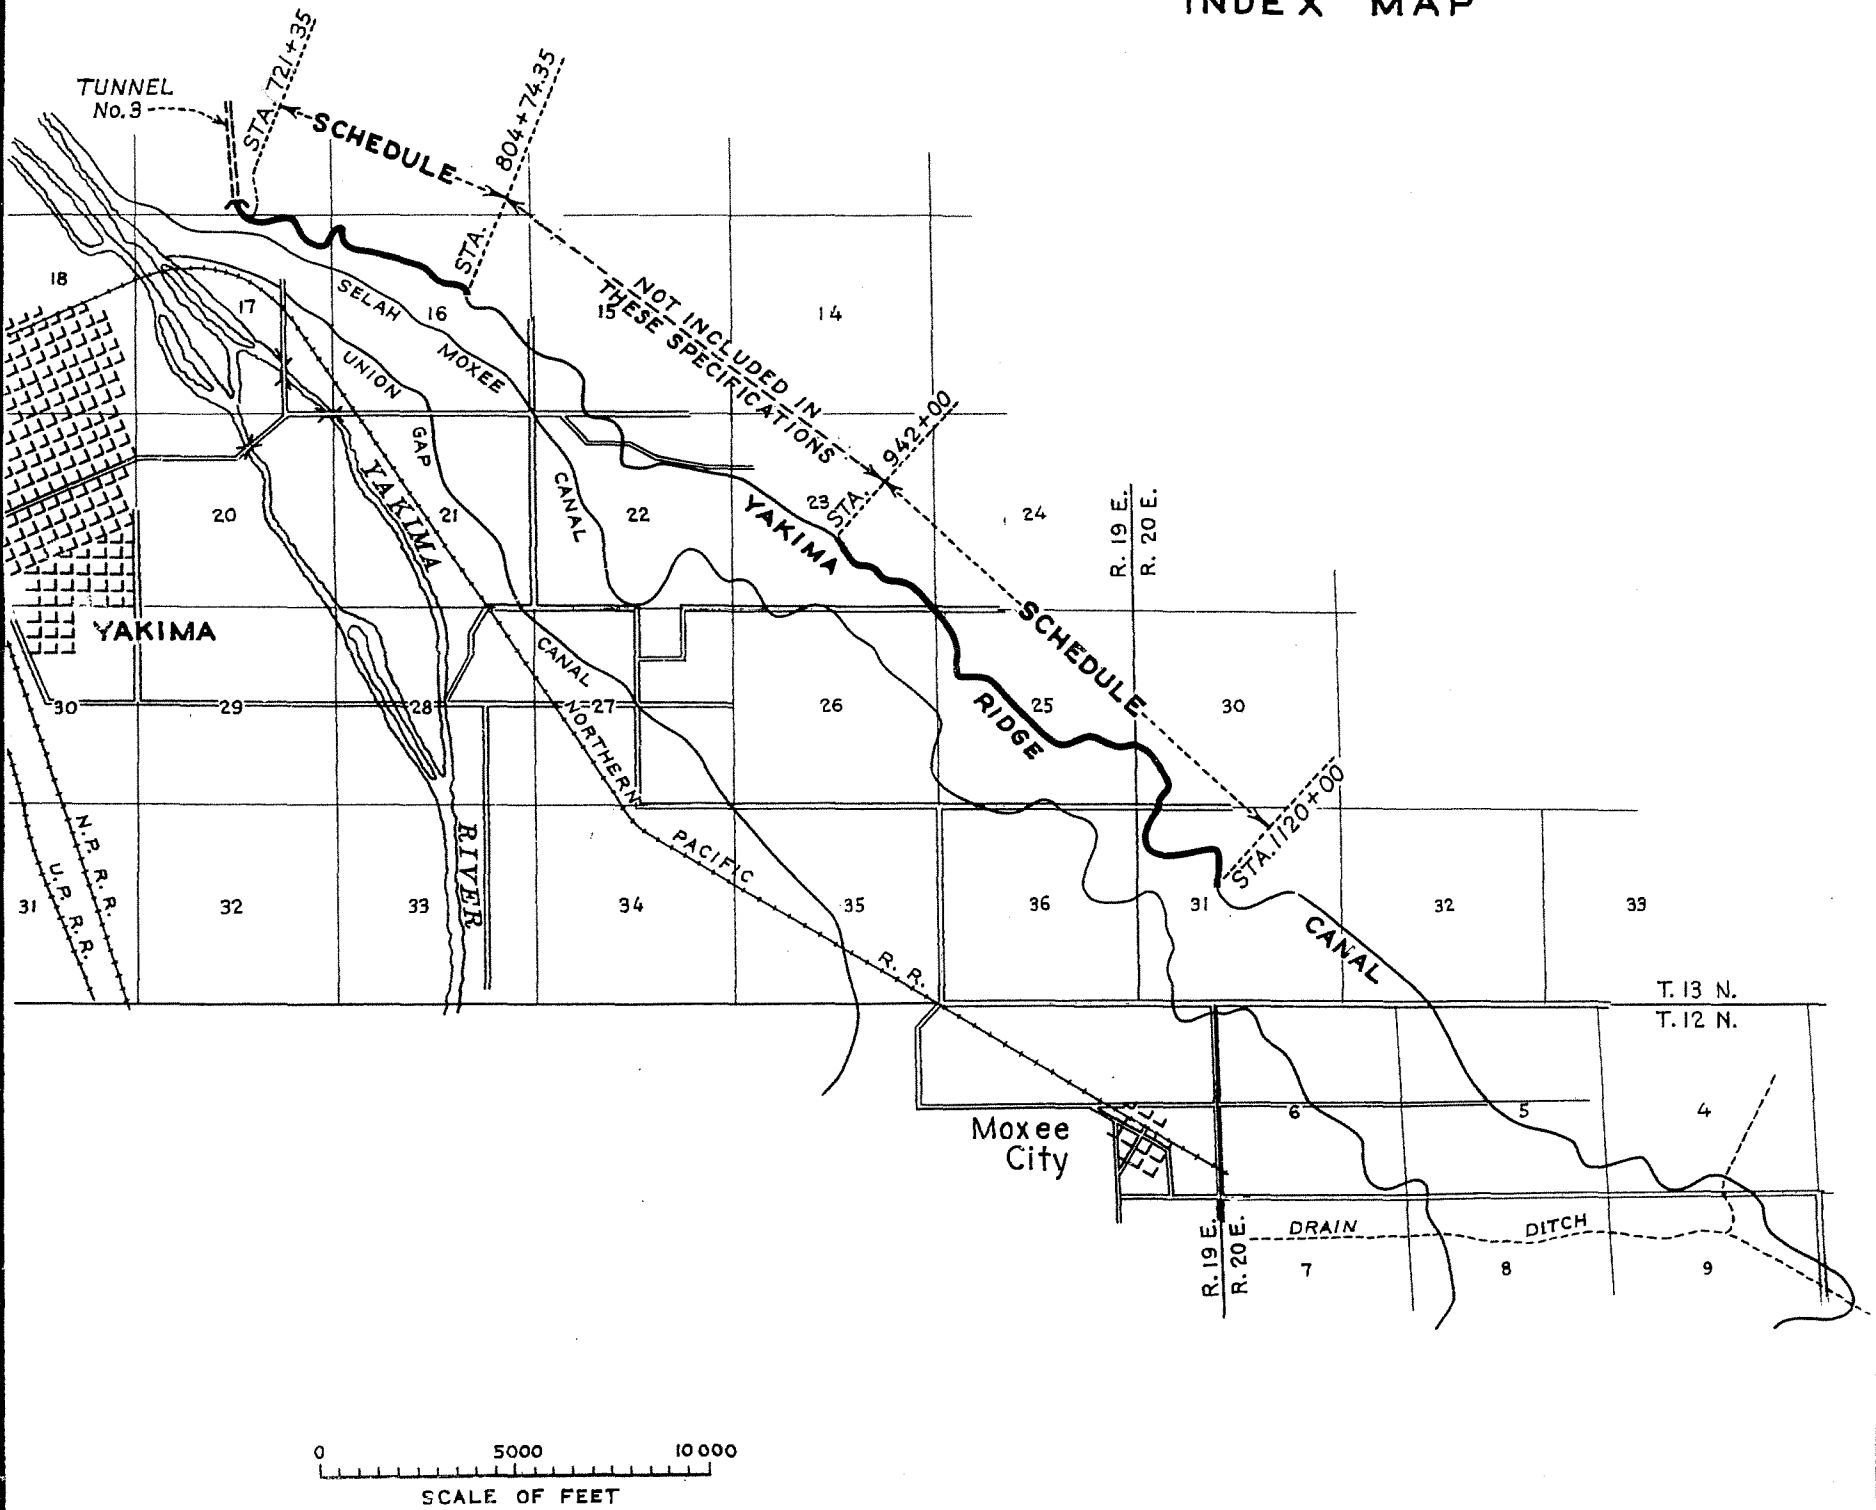 INDEX MAP
STA. 721+35
804+74.35
STA.
TUNNEL
No. 3
SCHEDULE
18
17
16
15
14
SELAH
MOXEE
CANAL
UNION
GAP
CANAL
NOT INCLUDED IN
THESE SPECIFICATIONS
942+00
STA.
R. 19 E.
R. 20 E.
20
21
22
23
24
YAKIMA
RIVER
YAKIMA
RIDGE
CANAL
SCHEDULE
YAKIMA
30
29
28
27
26
25
30
NORTHERN
PACIFIC
R. R.
STA. 1120+00
N.P. R. R.
U.P. R. R.
31
32
33
34
35
36
31
32
33
T. 13 N.
T. 12 N.
6
5
4
Moxee
City
R. 19 E.
R. 20 E.
DRAIN DITCH
7
8
9
0 5000 10000
SCALE OF FEET